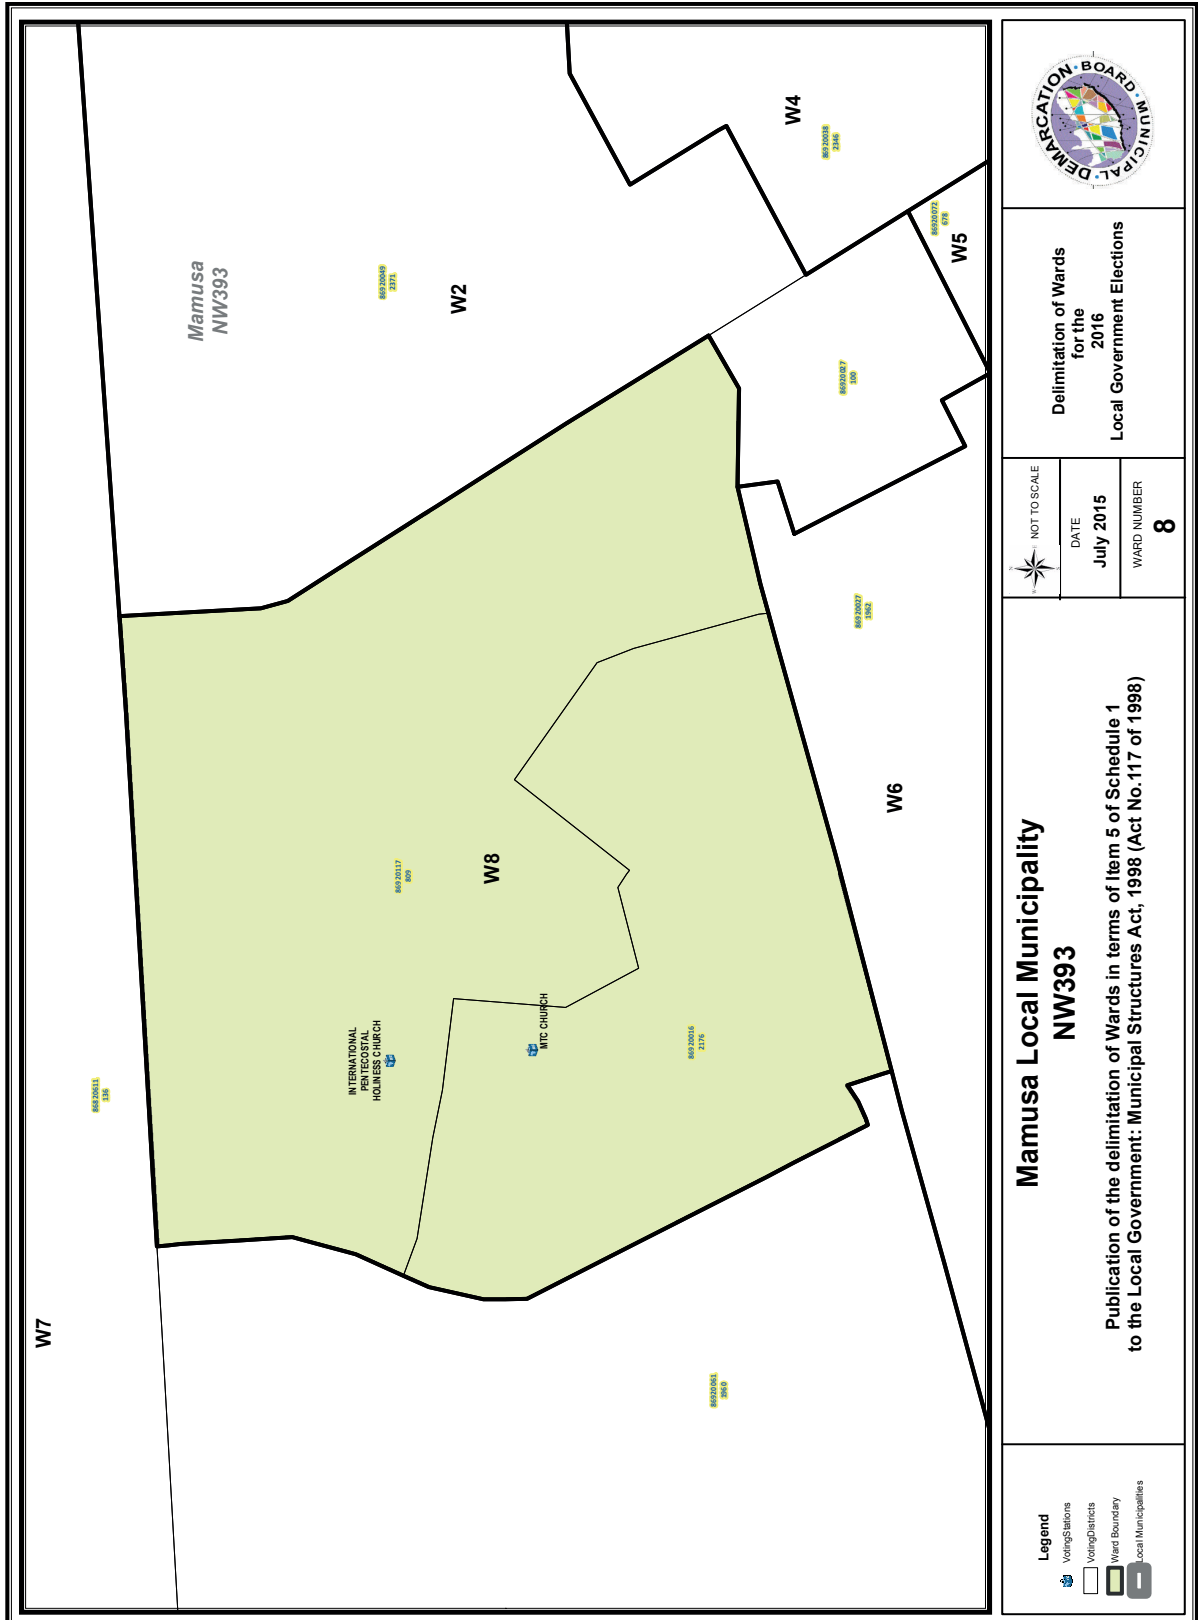 W7
86820611
136
Mamusa
NW393
86920049
2371
W2
W4
86920038
2346
86920072
678
W5
86920027
100
86920027
1962
W6
86920117
809
W8
INTERNATIONAL
PENTECOSTAL
HOLINESS CHURCH
MTC CHURCH
86920016
2176
86920061
1960
Legend
VotingStations
VotingDistricts
Ward Boundary
Local Municipalities
Mamusa Local Municipality
NW393
Publication of the delimitation of Wards in terms of Item 5 of Schedule 1
to the Local Government: Municipal Structures Act, 1998 (Act No.117 of 1998)
NOT TO SCALE
DATE
July 2015
WARD NUMBER
8
Delimitation of Wards
for the
2016
Local Government Elections
MUNICIPAL DEMARCATION BOARD